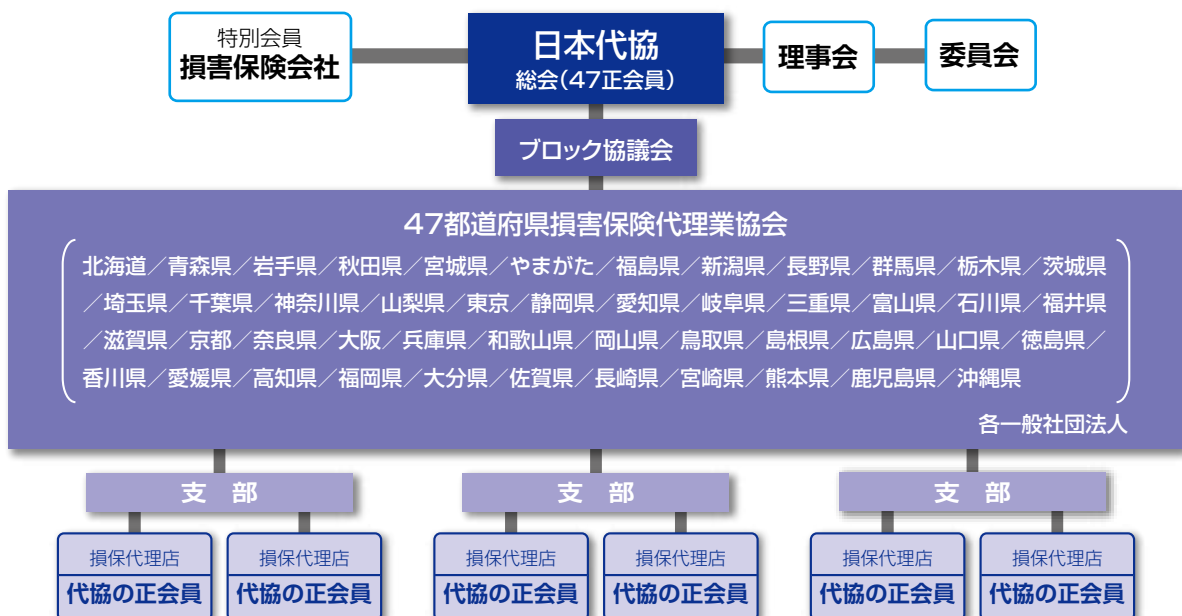 特別会員
損害保険会社
日本代協
総会(47正会員)
理事会
委員会
ブロック協議会
47都道府県損害保険代理業協会
北海道／青森県／岩手県／秋田県／宮城県／やまがた／福島県／新潟県／長野県／群馬県／栃木県／茨城県
／埼玉県／千葉県／神奈川県／山梨県／東京／静岡県／愛知県／岐阜県／三重県／富山県／石川県／福井県
／滋賀県／京都／奈良県／大阪／兵庫県／和歌山県／岡山県／鳥取県／島根県／広島県／山口県／徳島県／
香川県／愛媛県／高知県／福岡県／大分県／佐賀県／長崎県／宮崎県／熊本県／鹿児島県／沖縄県
各一般社団法人
支　部
支　部
支　部
損保代理店
代協の正会員
損保代理店
代協の正会員
損保代理店
代協の正会員
損保代理店
代協の正会員
損保代理店
代協の正会員
損保代理店
代協の正会員